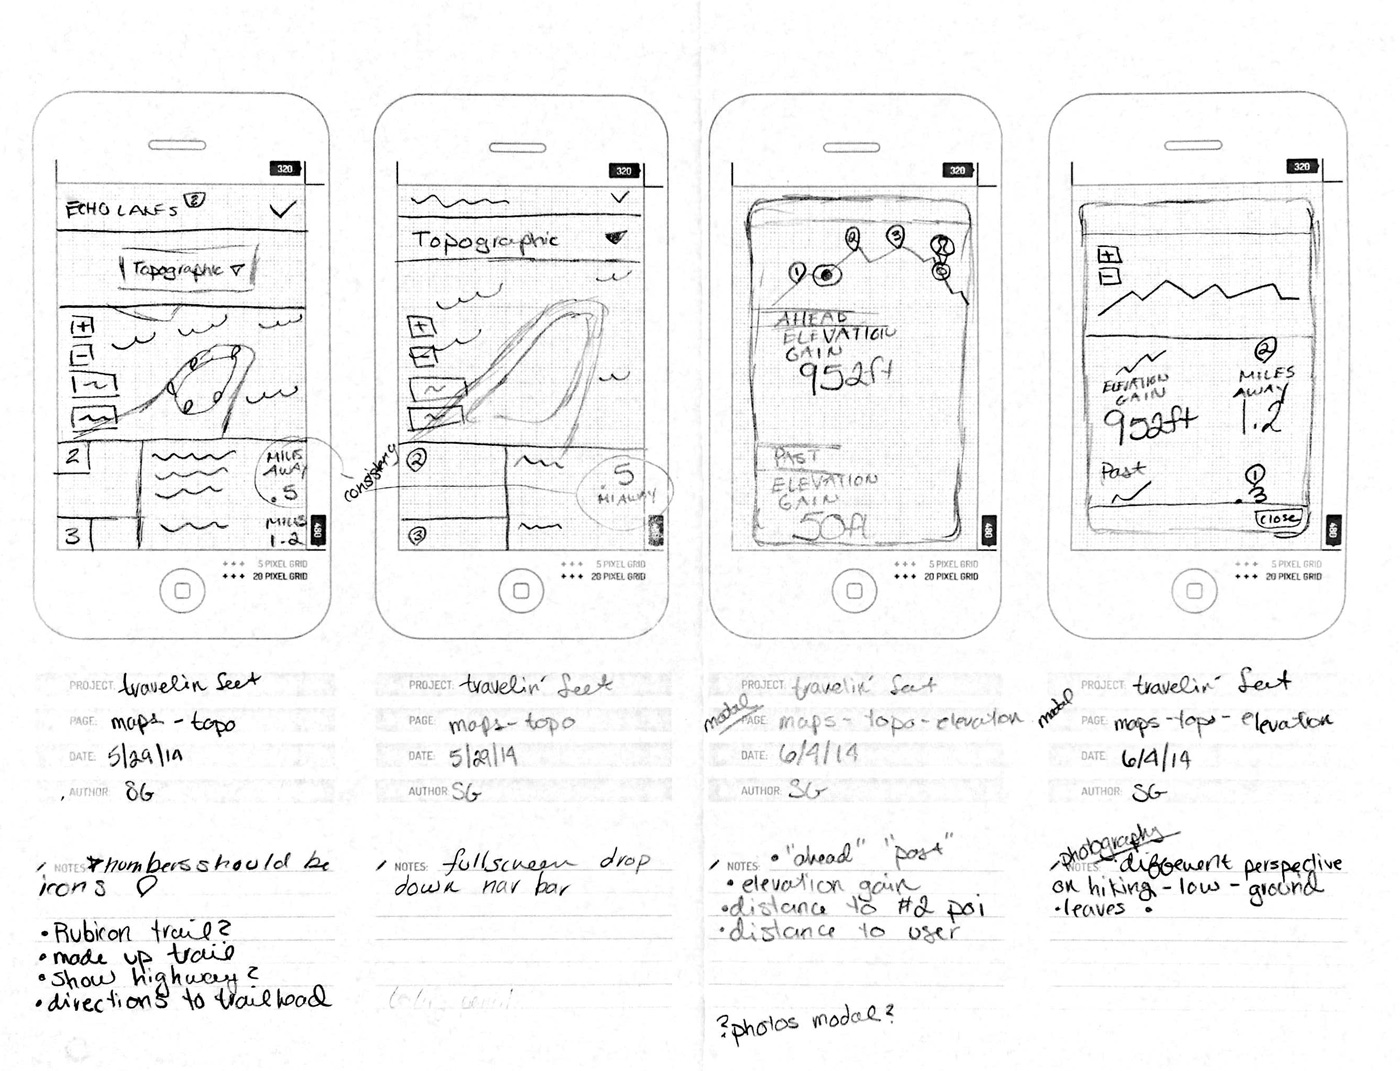 320
ECHO LAKES 2
Topographic
+
-
2
MILES
AWAY
.5
3
MILES
1.2
480
5 PIXEL GRID
20 PIXEL GRID
PROJECT: travelin feet
PAGE: maps - topo
DATE: 5/29/14
AUTHOR: SG
NOTES: * numbers should be
icons
• Rubicon trail?
• made up trail
• show highway?
• directions to trailhead
320
Topographic
+
-
consistency
2
.5
MI AWAY
3
480
5 PIXEL GRID
20 PIXEL GRID
PROJECT: travelin' feet
PAGE: maps - topo
DATE: 5/29/14
AUTHOR: SG
NOTES: fullscreen drop
down nav bar
320
1
2
3
AHEAD
ELEVATION
GAIN
952ft
PAST
ELEVATION
GAIN
50ft
480
5 PIXEL GRID
20 PIXEL GRID
PROJECT: travelin' feet
modal
PAGE: maps - topo - elevation
DATE: 6/4/14
AUTHOR: SG
NOTES: • "ahead" "past"
• elevation gain
• distance to #2 poi
• distance to user
? photos modal?
320
+
-
ELEVATION
GAIN
952ft
2
MILES
AWAY
1.2
Past
1
.3
close
480
5 PIXEL GRID
20 PIXEL GRID
PROJECT: travelin' feet
modal
PAGE: maps - topo - elevation
DATE: 6/4/14
AUTHOR: SG
photography
NOTES: - different perspective
on hiking - low - ground
• leaves •